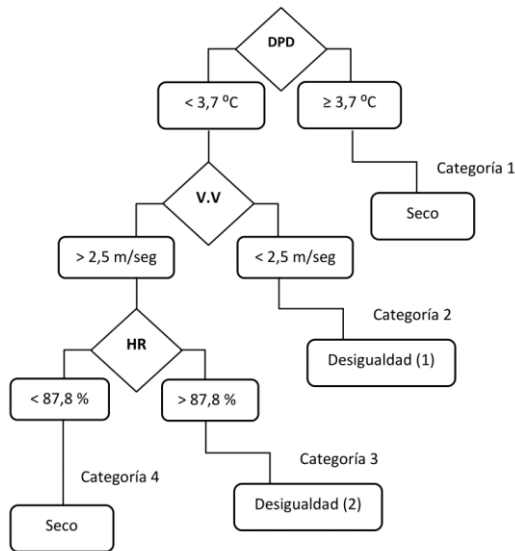 DPD
< 3,7 ºC
≥ 3,7 ºC
Categoría 1
V.V
Seco
> 2,5 m/seg
< 2,5 m/seg
Categoría 2
HR
Desigualdad (1)
< 87,8 %
> 87,8 %
Categoría 3
Categoría 4
Desigualdad (2)
Seco